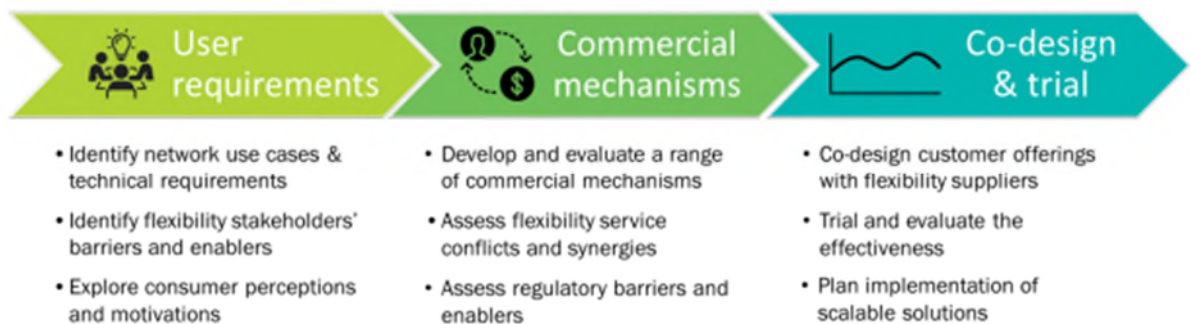 User
requirements
Commercial
mechanisms
Co-design
& trial
• Identify network use cases &
technical requirements
• Identify flexibility stakeholders’
barriers and enablers
• Explore consumer perceptions
and motivations
• Develop and evaluate a range
of commercial mechanisms
• Assess flexibility service
conflicts and synergies
• Assess regulatory barriers and
enablers
• Co-design customer offerings
with flexibility suppliers
• Trial and evaluate the
effectiveness
• Plan implementation of
scalable solutions